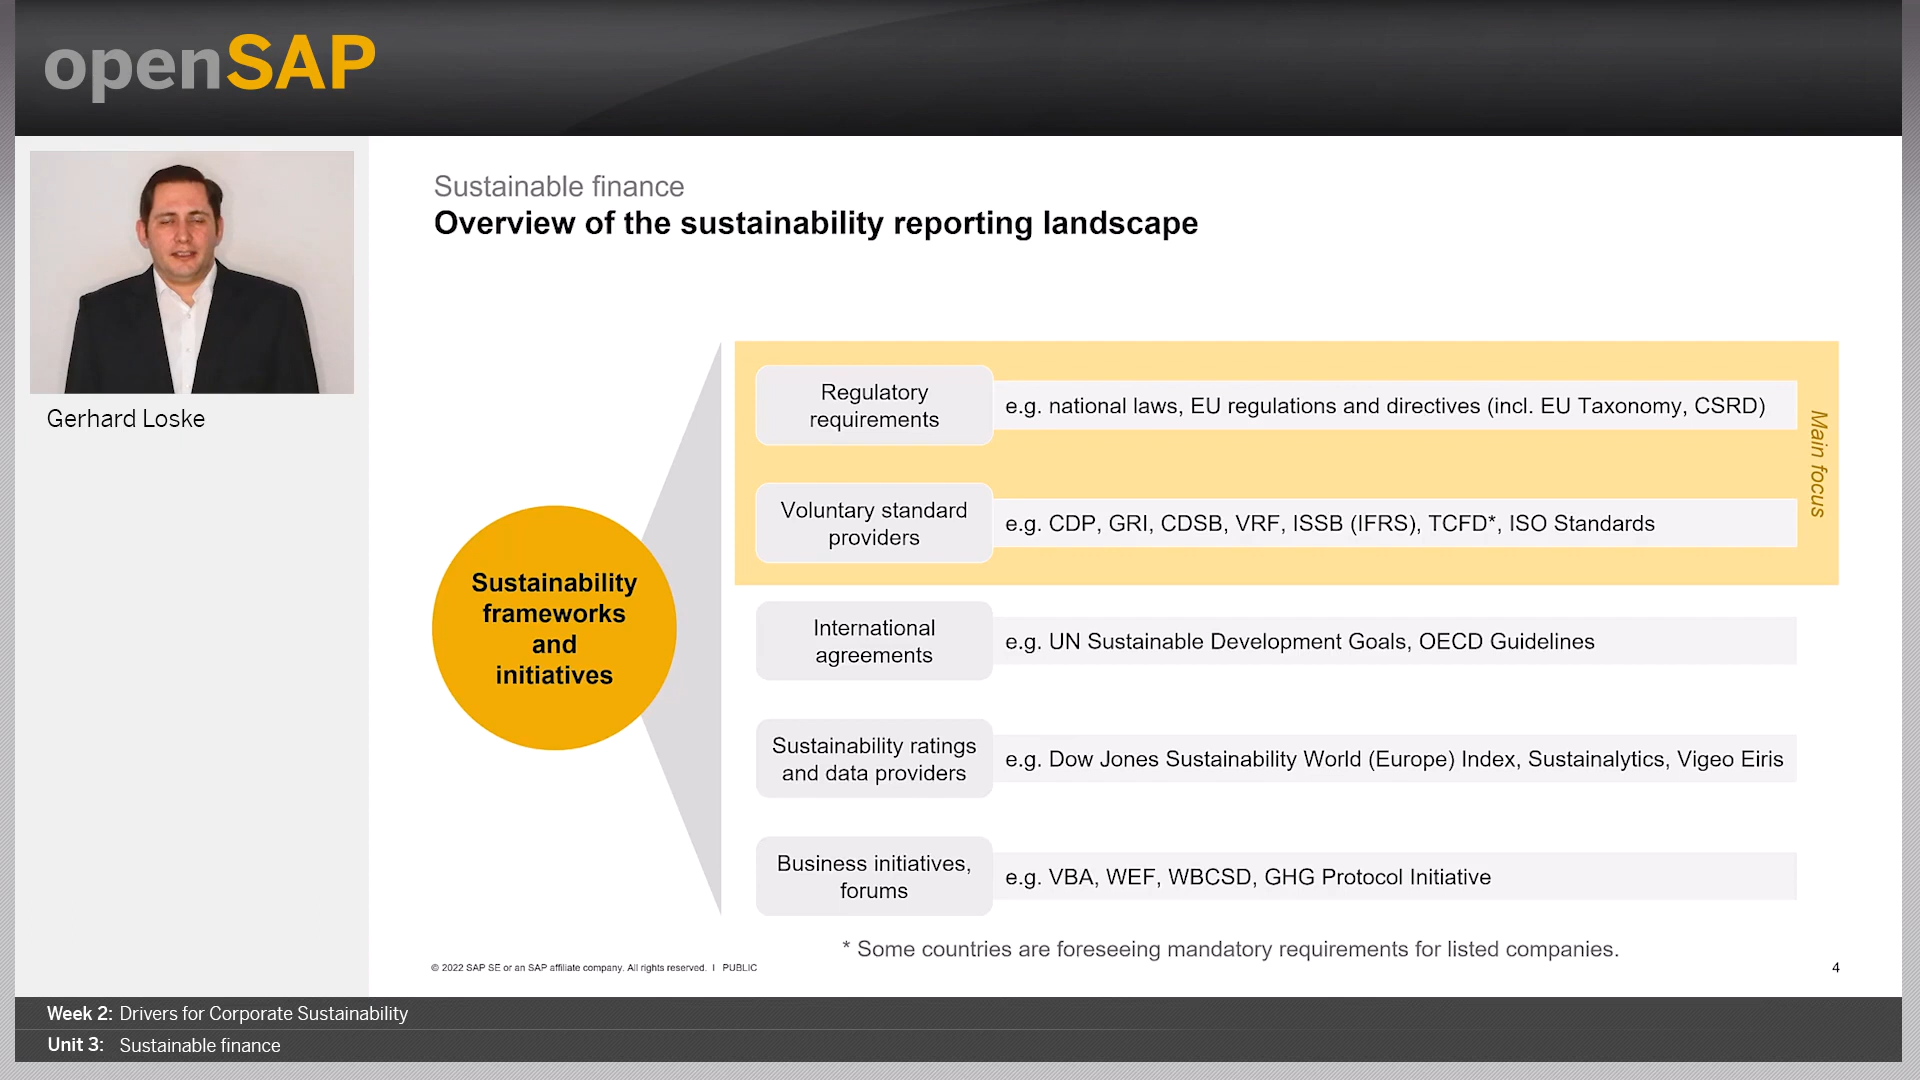 openSAP
Gerhard Loske
Sustainable finance
Overview of the sustainability reporting landscape
Sustainability
frameworks
and
initiatives
Regulatory
requirements
e.g. national laws, EU regulations and directives (incl. EU Taxonomy, CSRD)
Voluntary standard
providers
e.g. CDP, GRI, CDSB, VRF, ISSB (IFRS), TCFD*, ISO Standards
Main focus
International
agreements
e.g. UN Sustainable Development Goals, OECD Guidelines
Sustainability ratings
and data providers
e.g. Dow Jones Sustainability World (Europe) Index, Sustainalytics, Vigeo Eiris
Business initiatives,
forums
e.g. VBA, WEF, WBCSD, GHG Protocol Initiative
* Some countries are foreseeing mandatory requirements for listed companies.
© 2022 SAP SE or an SAP affiliate company. All rights reserved. I PUBLIC
4
Week 2: Drivers for Corporate Sustainability
Unit 3: Sustainable finance